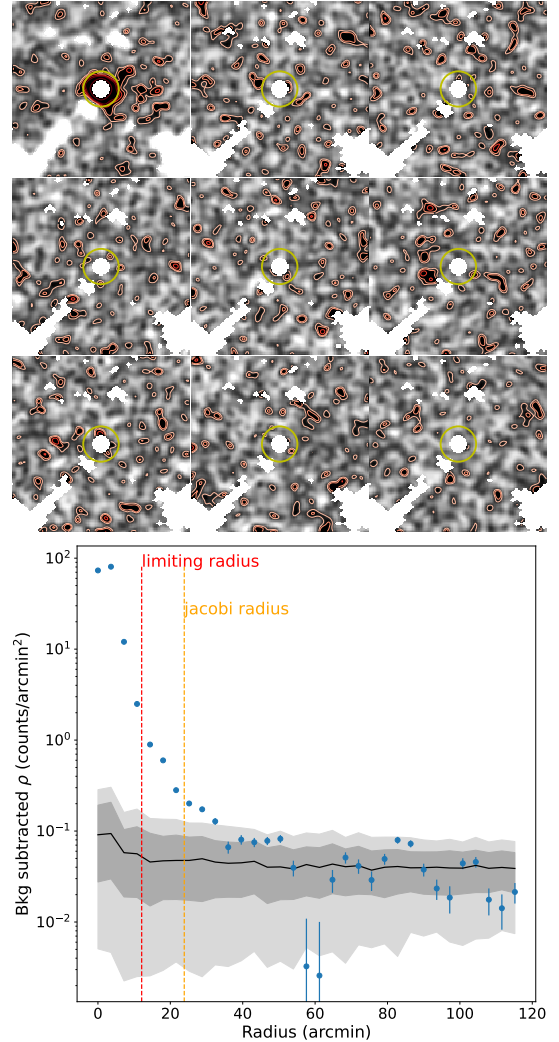 10²
limiting radius
jacobi radius
10¹
10⁰
10⁻¹
10⁻²
Bkg subtracted ρ (counts/arcmin²)
0 20 40 60 80 100 120
Radius (arcmin)